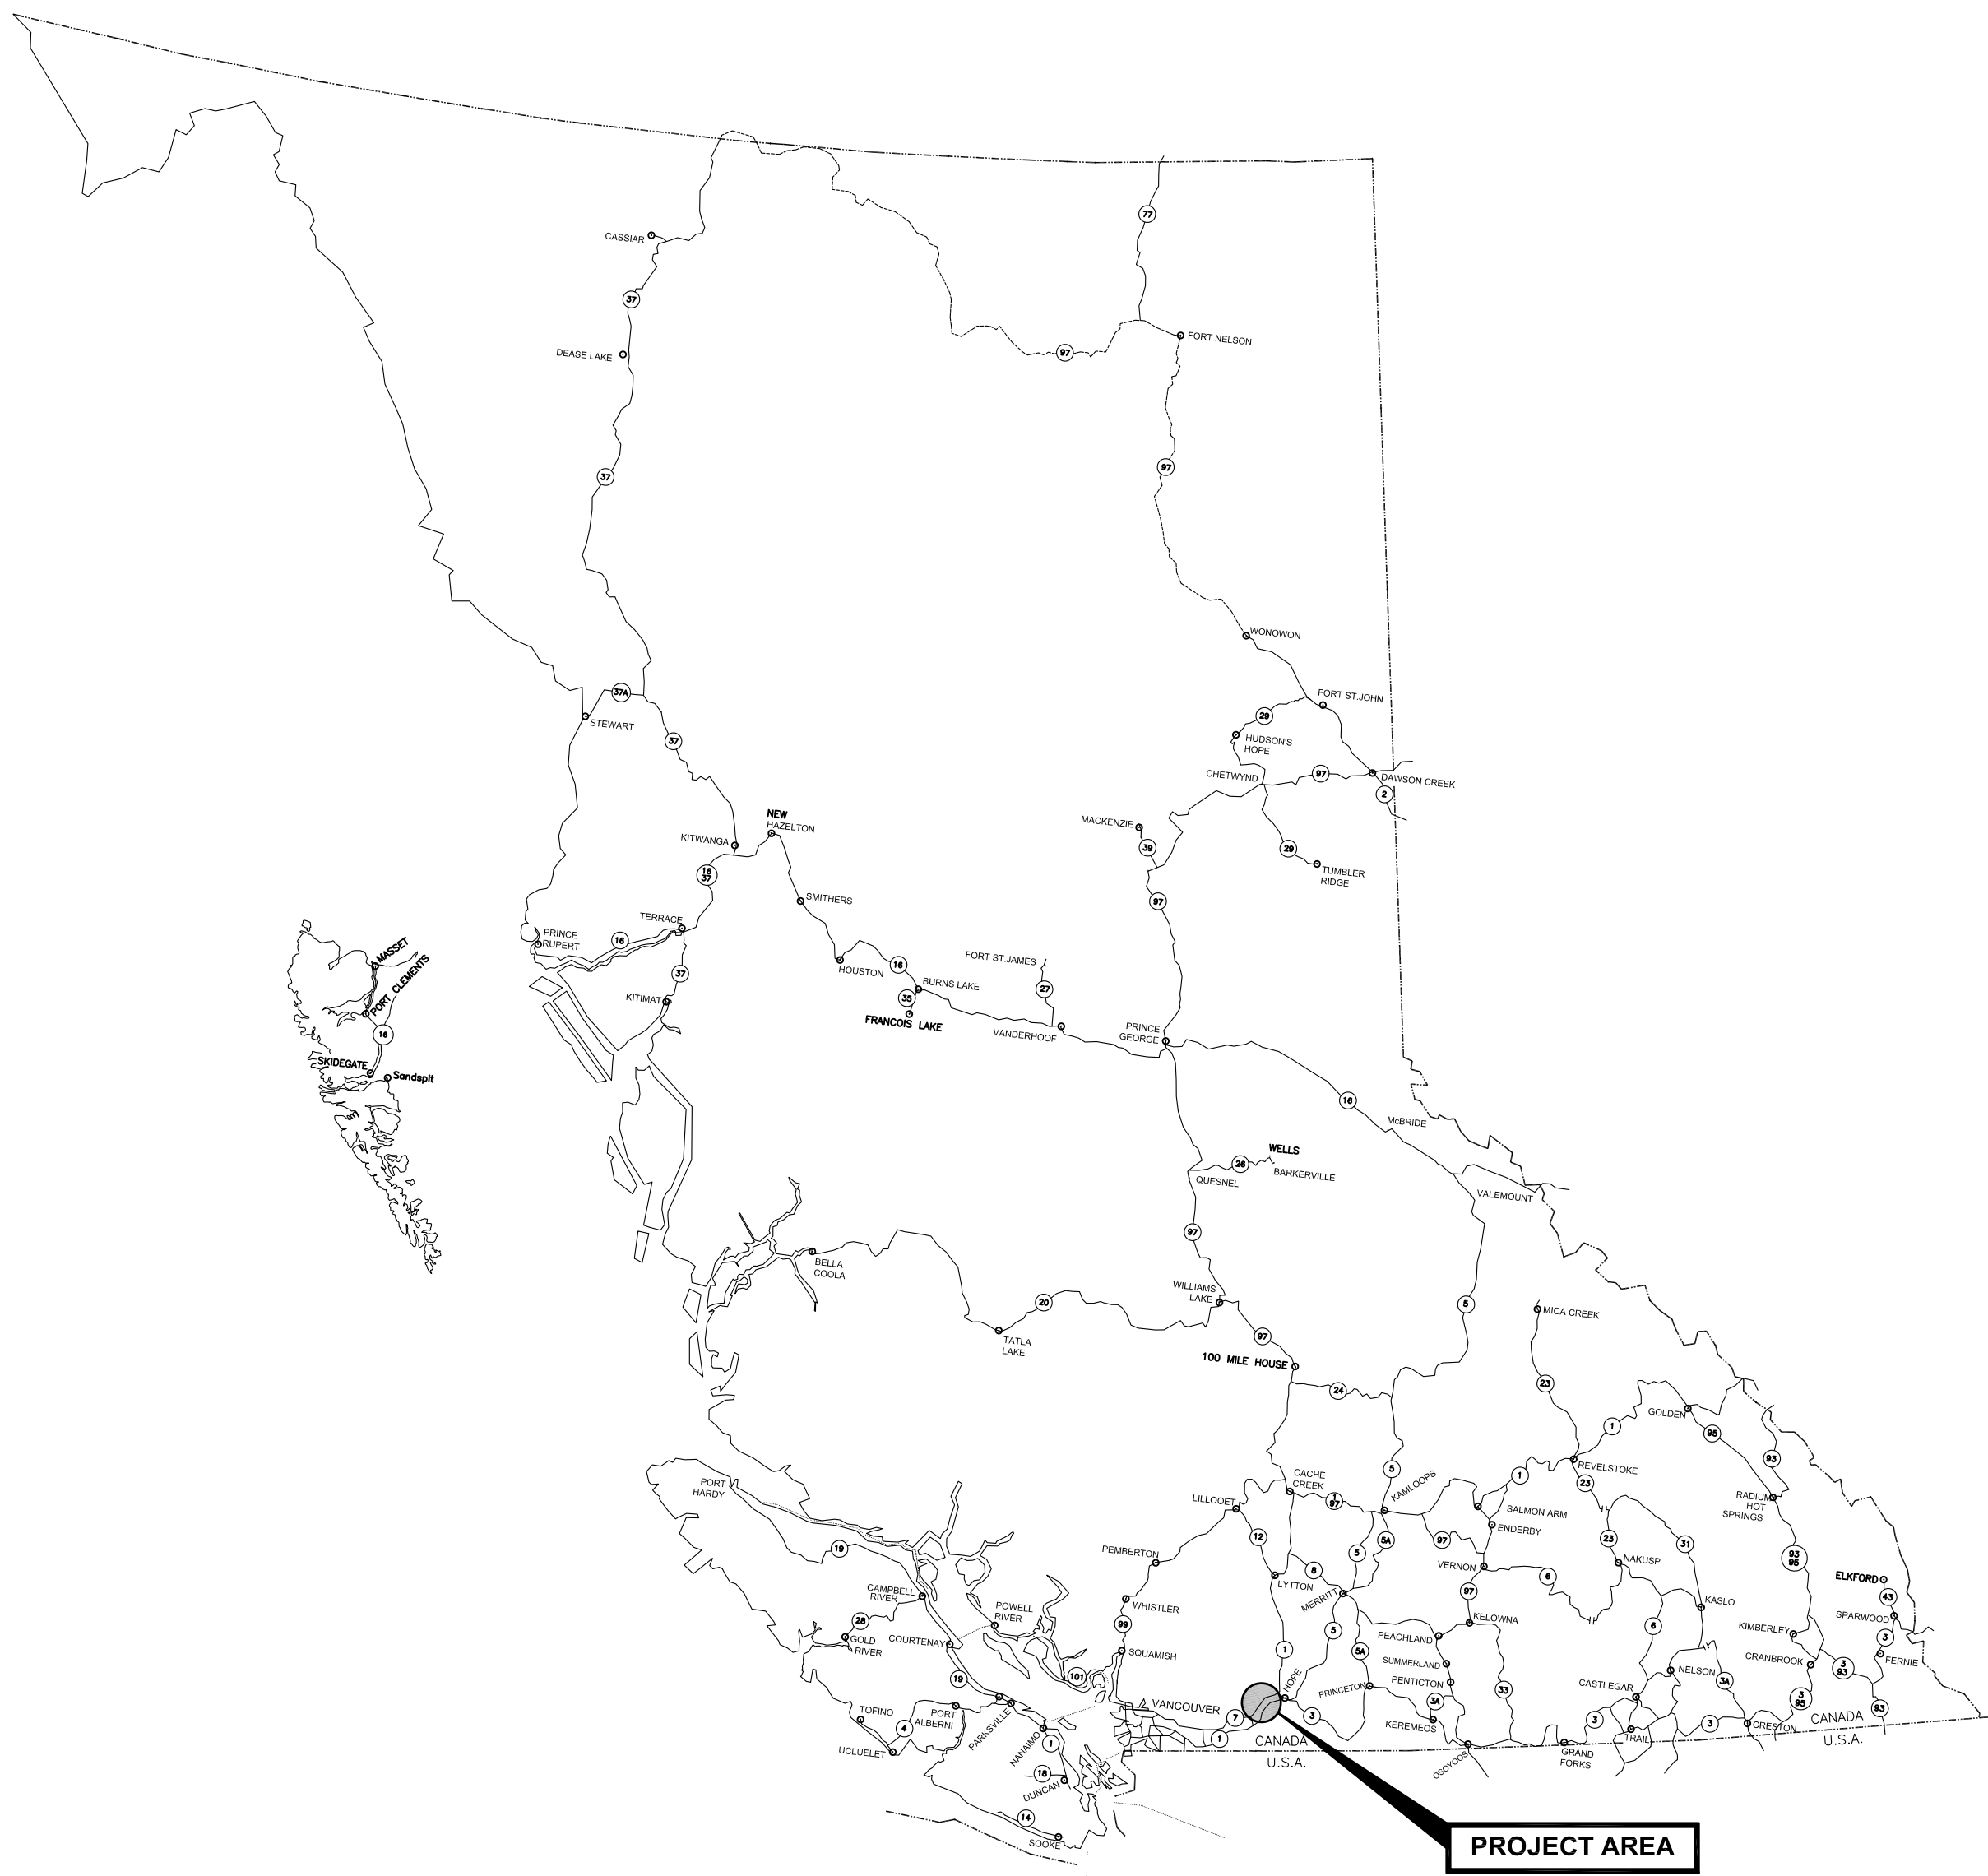 77
CASSIAR
37
DEASE LAKE
97
FORT NELSON
37
97
WONOWON
37A
STEWART
FORT ST.JOHN
29
HUDSON'S
HOPE
37
CHETWYND
97
DAWSON CREEK
2
NEW
HAZELTON
MACKENZIE
KITWANGA
39
29
TUMBLER
RIDGE
16
37
97
SMITHERS
TERRACE
PRINCE
RUPERT
16
MASSET
PORT CLEMENTS
HOUSTON
16
FORT ST.JAMES
37
KITIMAT
BURNS LAKE
35
27
FRANCOIS LAKE
VANDERHOOF
PRINCE
GEORGE
16
SKIDEGATE
Sandspit
16
McBRIDE
WELLS
26
BARKERVILLE
QUESNEL
VALEMOUNT
97
BELLA
COOLA
WILLIAMS
LAKE
20
5
MICA CREEK
TATLA
LAKE
97
100 MILE HOUSE
24
23
GOLDEN
1
95
93
REVELSTOKE
PORT
HARDY
CACHE
CREEK
5
KAMLOOPS
1
23
LILLOOET
1
97
SALMON ARM
RADIUM
HOT
SPRINGS
ENDERBY
12
5A
97
23
31
19
PEMBERTON
5
VERNON
NAKUSP
93
95
8
6
LYTTON
ELKFORD
CAMPBELL
RIVER
MERRITT
97
43
WHISTLER
KASLO
POWELL
RIVER
28
99
KELOWNA
SPARWOOD
GOLD
RIVER
COURTENAY
5
PEACHLAND
6
KIMBERLEY
3
1
5A
SQUAMISH
FERNIE
SUMMERLAND
CRANBROOK
3
93
101
19
HOPE
PENTICTON
NELSON
PRINCETON
33
CASTLEGAR
3A
3
95
93
VANCOUVER
3A
TOFINO
PORT
ALBERNI
PARKSVILLE
7
3
KEREMEOS
3
3
CRESTON
CANADA
U.S.A.
4
NANAIMO
1
1
CANADA
U.S.A.
TRAIL
UCLUELET
OSOYOOS
GRAND
FORKS
18
DUNCAN
14
SOOKE
PROJECT AREA